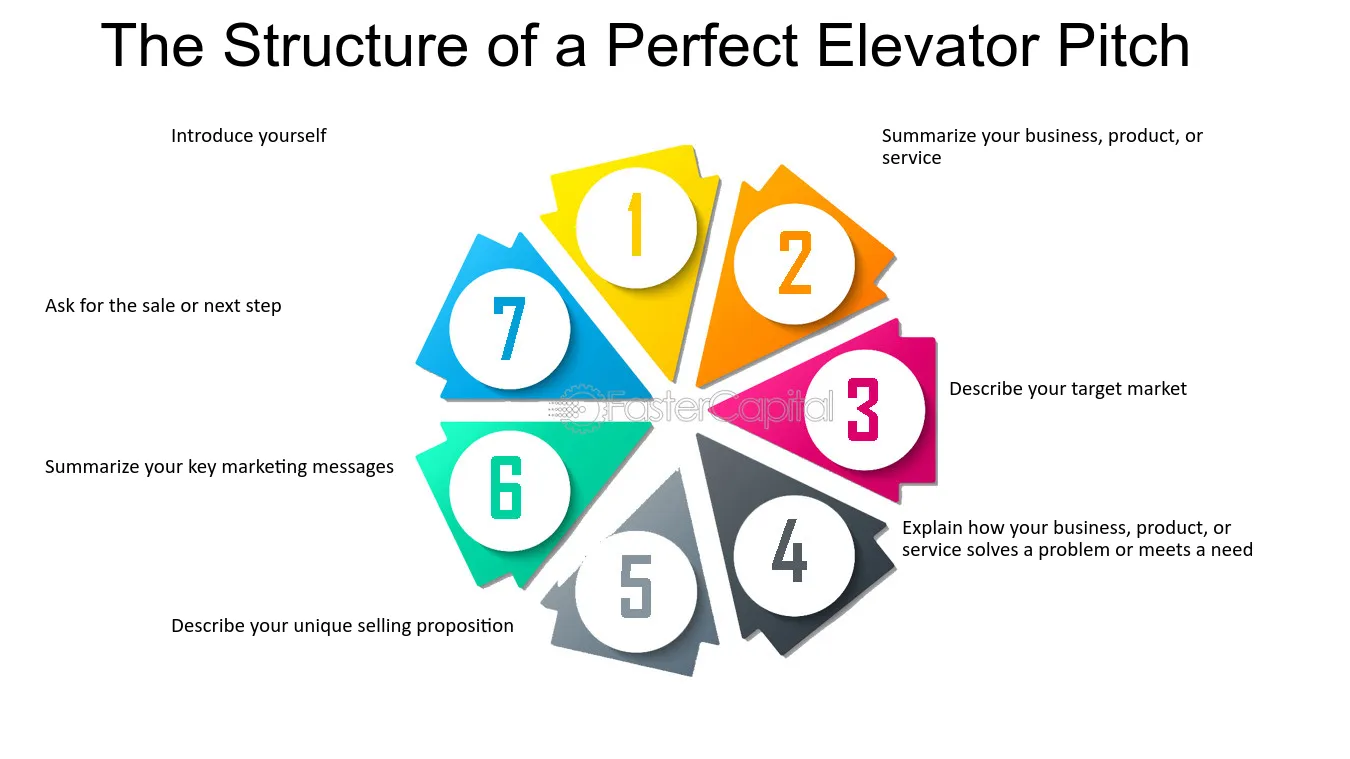 The Structure of a Perfect Elevator Pitch
Introduce yourself
1
Summarize your business, product, or
service
2
Describe your target market
3
Explain how your business, product, or
service solves a problem or meets a need
4
Describe your unique selling proposition
5
Summarize your key marketing messages
6
Ask for the sale or next step
7
FasterCapital